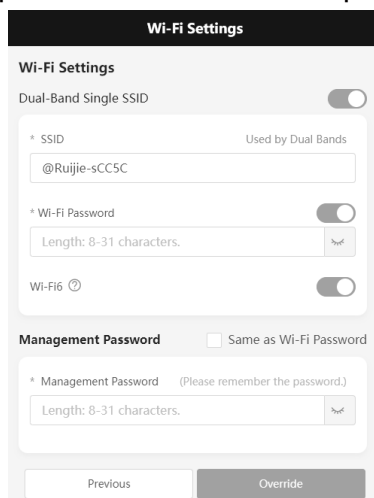 Wi-Fi Settings
Wi-Fi Settings
Dual-Band Single SSID
* SSID Used by Dual Bands
@Ruijie-sCC5C
* Wi-Fi Password
Length: 8-31 characters.
WI-FI6 ?
Management Password Same as Wi-Fi Password
* Management Password (Please remember the password.)
Length: 8-31 characters.
Previous Override